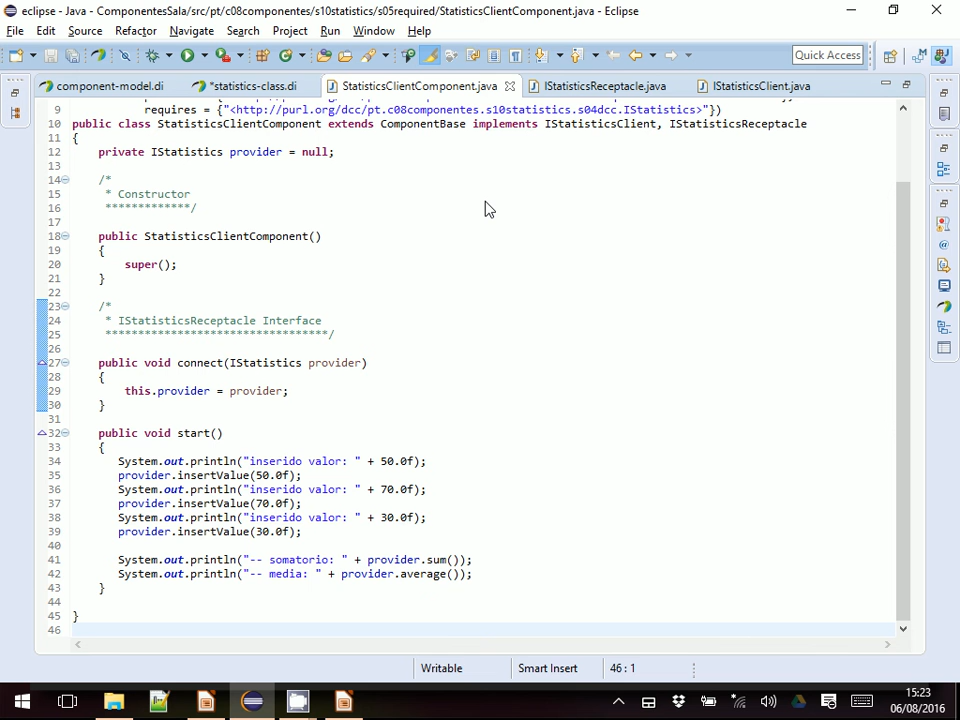 eclipse - Java - ComponentesSala/src/pt/c08componentes/s10statistics/s05required/StatisticsClientComponent.java - Eclipse
File Edit Source Refactor Navigate Search Project Run Window Help
Quick Access
component-model.di *statistics-class.di StatisticsClientComponent.java IStatisticsReceptacle.java IStatisticsClient.java
9 requires = {"<http://purl.org/dcc/pt.c08componentes.s10statistics.s04dcc.IStatistics>"})
10 public class StatisticsClientComponent extends ComponentBase implements IStatisticsClient, IStatisticsReceptacle
11 {
12 private IStatistics provider = null;
13
14 /*
15 * Constructor
16 *************/
17
18 public StatisticsClientComponent()
19 {
20 super();
21 }
22
23 /*
24 * IStatisticsReceptacle Interface
25 **********************************/
26
27 public void connect(IStatistics provider)
28 {
29 this.provider = provider;
30 }
31
32 public void start()
33 {
34 System.out.println("inserido valor: " + 50.0f);
35 provider.insertValue(50.0f);
36 System.out.println("inserido valor: " + 70.0f);
37 provider.insertValue(70.0f);
38 System.out.println("inserido valor: " + 30.0f);
39 provider.insertValue(30.0f);
40
41 System.out.println("-- somatorio: " + provider.sum());
42 System.out.println("-- media: " + provider.average());
43 }
44
45 }
46
Writable Smart Insert 46 : 1
15:23
06/08/2016